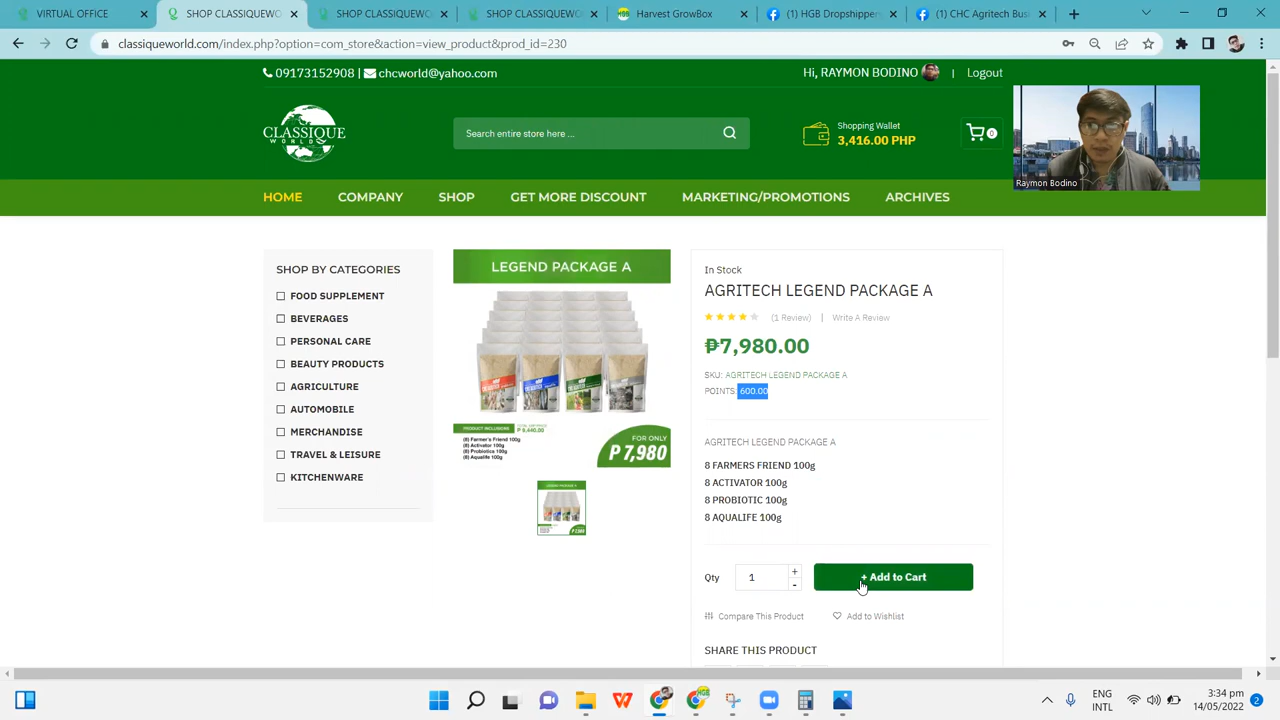 VIRTUAL OFFICE
SHOP CLASSIQUEWO
SHOP CLASSIQUEWO
SHOP CLASSIQUEWO
Harvest GrowBox
(1) HGB Dropshippers
(1) CHC Agritech Busi
classiqueworld.com/index.php?option=com_store&action=view_product&prod_id=230
09173152908 | chcworld@yahoo.com
Hi, RAYMON BODINO | Logout
CLASSIQUE
WORLD
Search entire store here ...
Shopping Wallet
3,416.00 PHP
0
Raymon Bodino
HOME COMPANY SHOP GET MORE DISCOUNT MARKETING/PROMOTIONS ARCHIVES
SHOP BY CATEGORIES
FOOD SUPPLEMENT
BEVERAGES
PERSONAL CARE
BEAUTY PRODUCTS
AGRICULTURE
AUTOMOBILE
MERCHANDISE
TRAVEL & LEISURE
KITCHENWARE
LEGEND PACKAGE A
PRODUCT INCLUSIONS
(8) Farmer's Friend 100g
(8) Activator 100g
(8) Probiotics 100g
(8) Aqualife 100g
FOR ONLY
P 7,980
In Stock
AGRITECH LEGEND PACKAGE A
(1 Review) | Write A Review
₱7,980.00
SKU: AGRITECH LEGEND PACKAGE A
POINTS: 600.00
AGRITECH LEGEND PACKAGE A
8 FARMERS FRIEND 100g
8 ACTIVATOR 100g
8 PROBIOTIC 100g
8 AQUALIFE 100g
Qty 1 + - + Add to Cart
Compare This Product Add to Wishlist
SHARE THIS PRODUCT
ENG
INTL
3:34 pm
14/05/2022
2